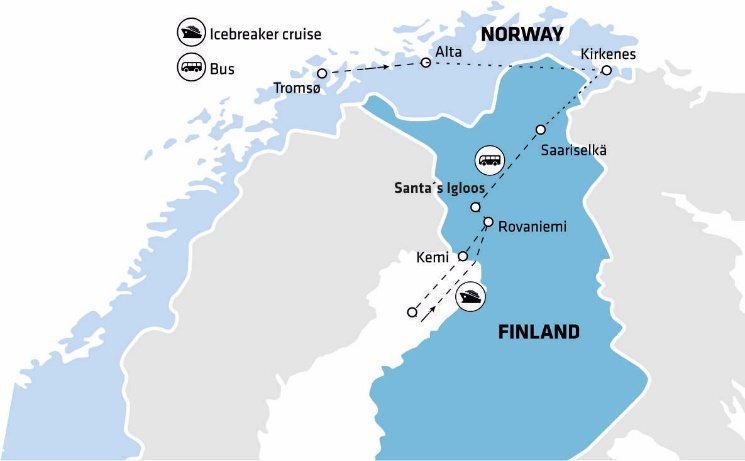 Icebreaker cruise
Bus
NORWAY
Alta
Kirkenes
Tromsø
Saariselkä
Santa´s Igloos
Rovaniemi
Kemi
FINLAND